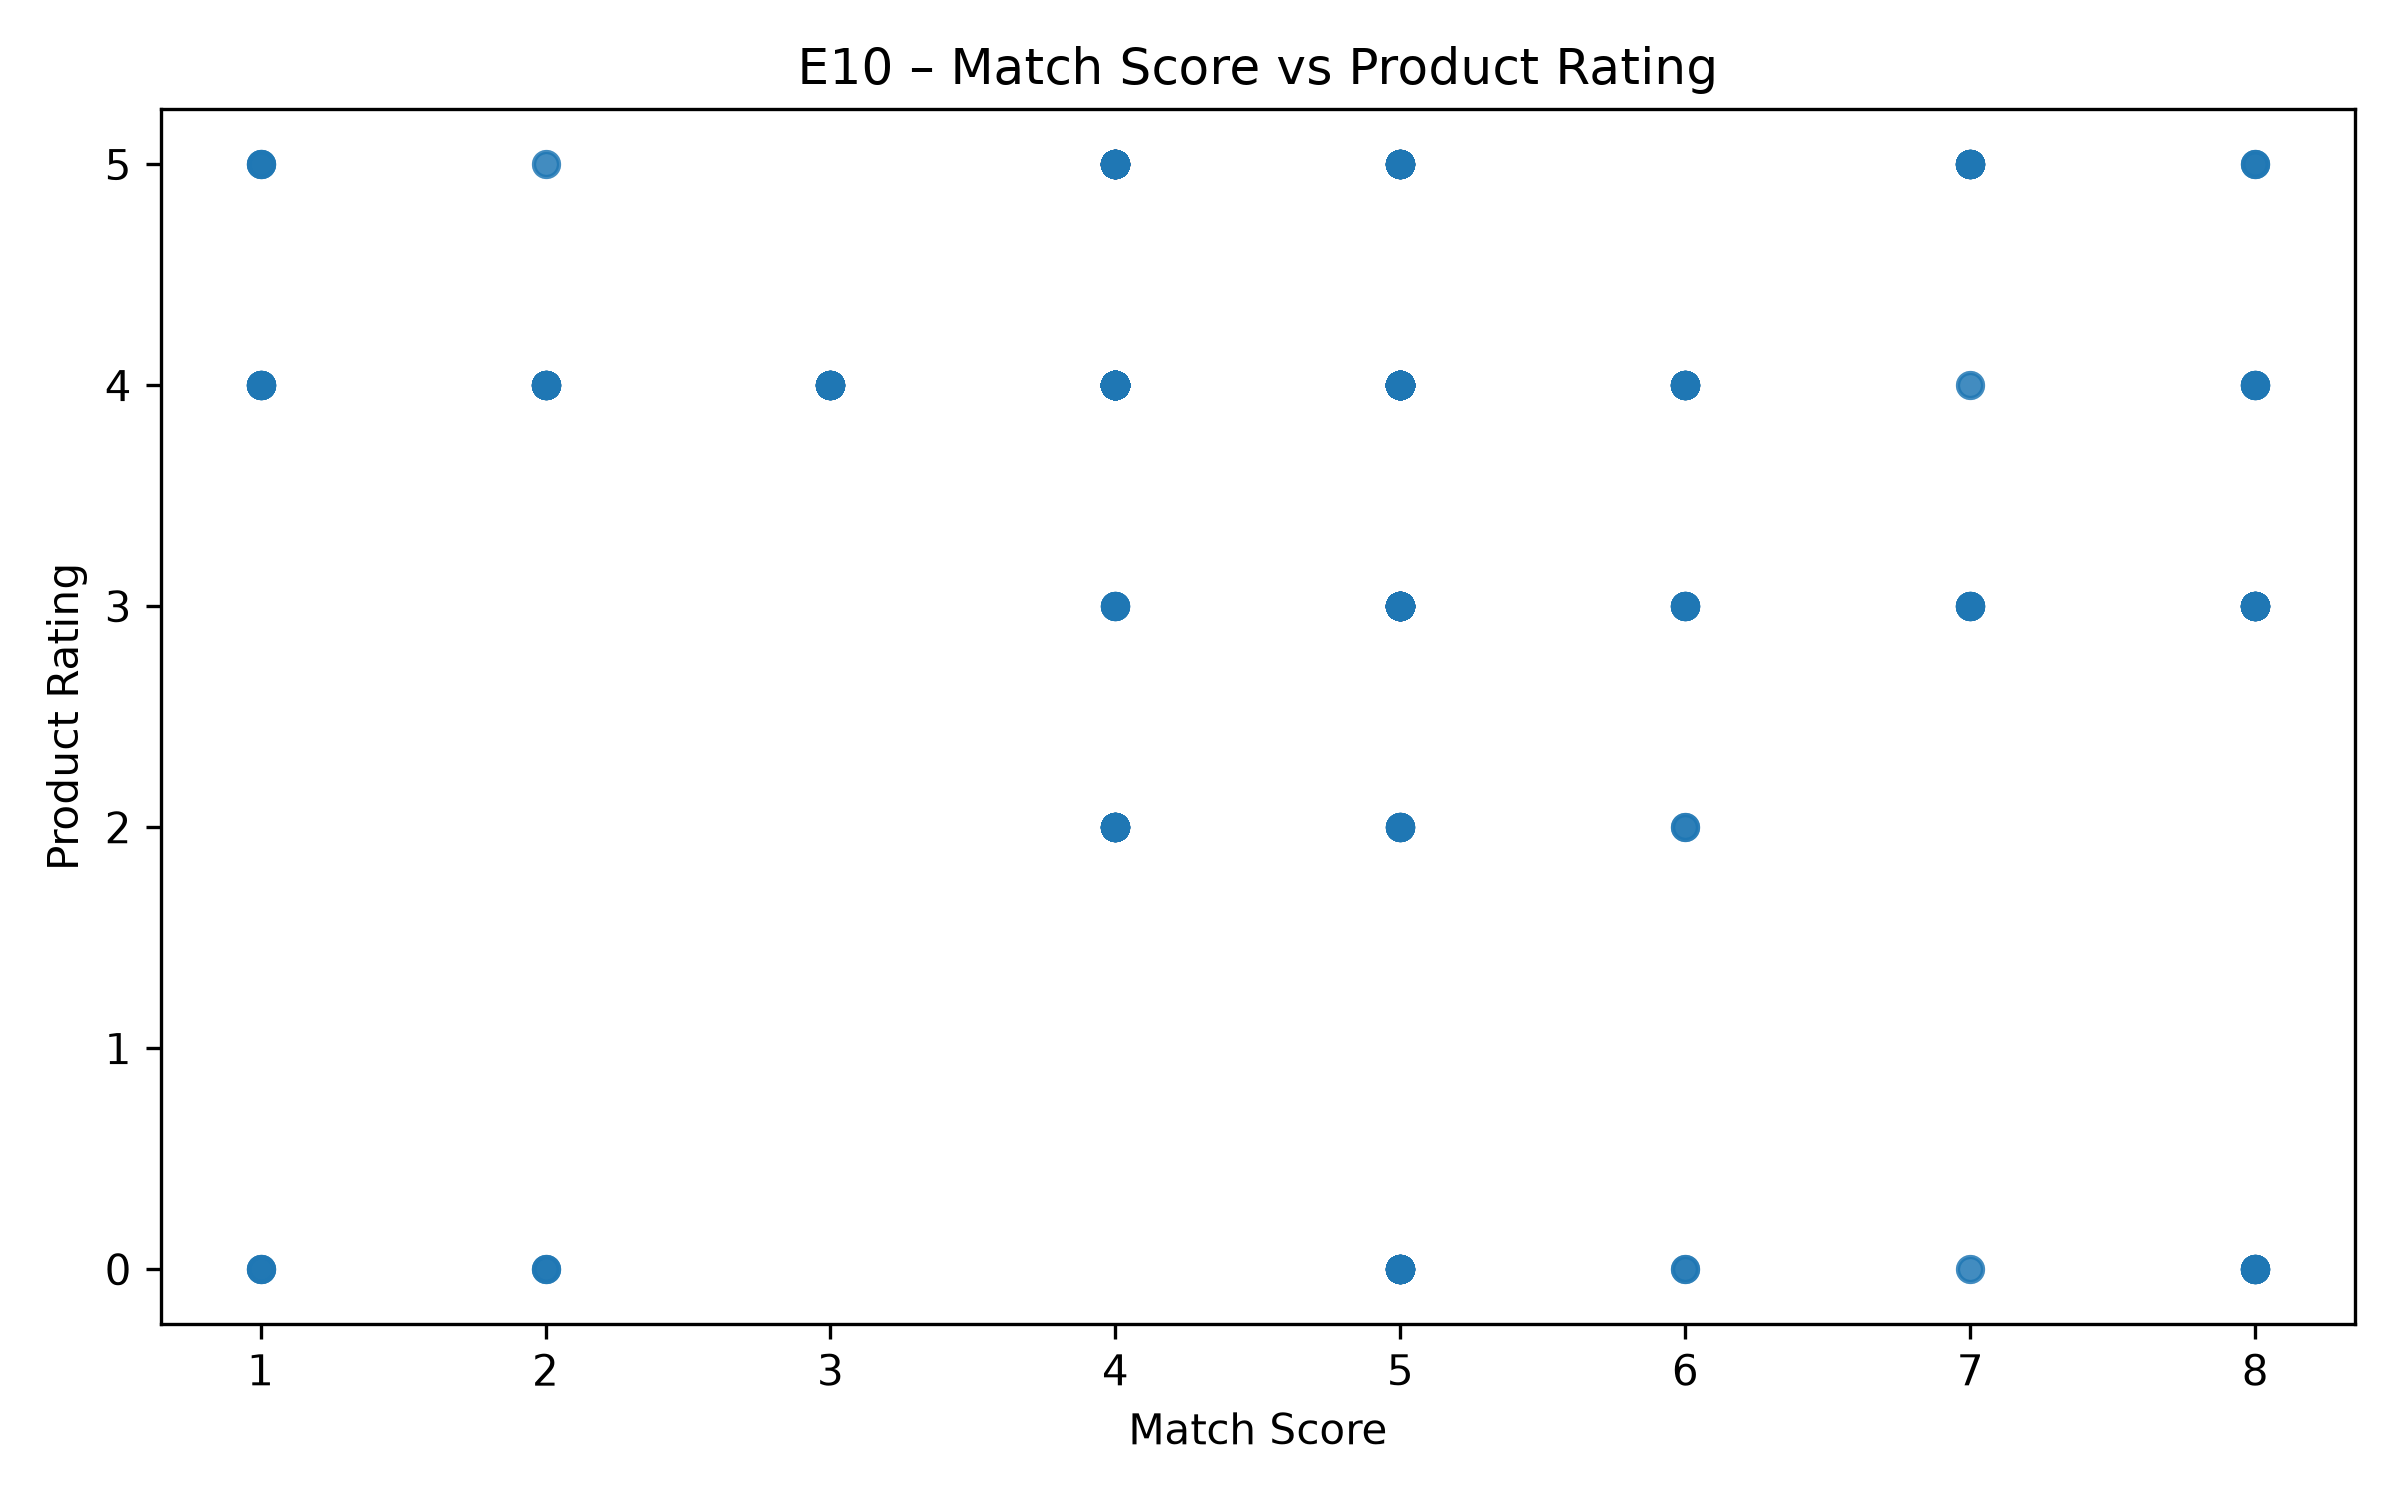 E10 – Match Score vs Product Rating
Product Rating
5
4
3
2
1
0
1 2 3 4 5 6 7 8
Match Score